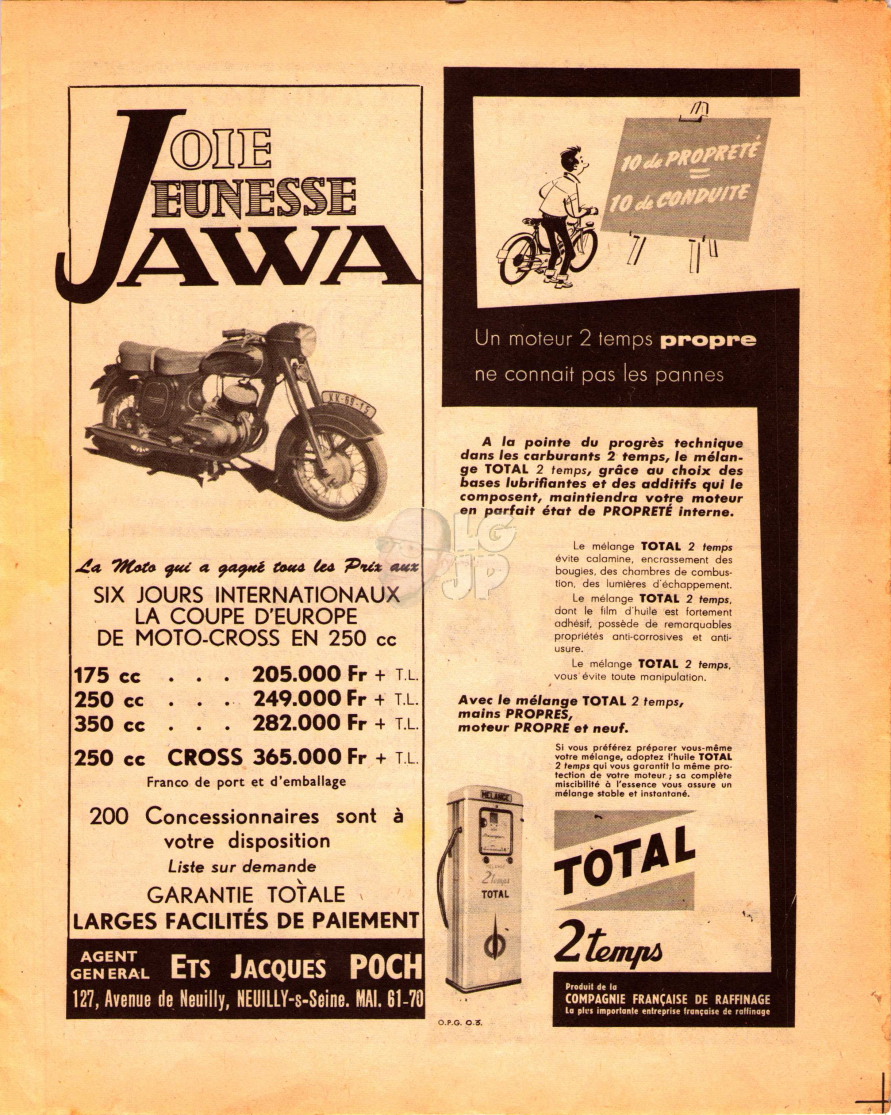 JOIE
JEUNESSE
JAWA
XV-69-15
La Moto qui a gagné tous les Prix aux
SIX JOURS INTERNATIONAUX
LA COUPE D'EUROPE
DE MOTO-CROSS EN 250 cc
175 cc . . . 205.000 Fr + T.L.
250 cc . . . 249.000 Fr + T.L.
350 cc . . . 282.000 Fr + T.L.
250 cc CROSS 365.000 Fr + T.L.
Franco de port et d'emballage
200 Concessionnaires sont à
votre disposition
Liste sur demande
GARANTIE TOTALE
LARGES FACILITÉS DE PAIEMENT
AGENT
GENERAL ETS JACQUES POCH
127, Avenue de Neuilly, NEUILLY-s-Seine. MAI. 61-70
10 de PROPRETÉ
=
10 de CONDUITE
Un moteur 2 temps propre
ne connait pas les pannes
A la pointe du progrès technique
dans les carburants 2 temps, le mélan-
ge TOTAL 2 temps, grâce au choix des
bases lubrifiantes et des additifs qui le
composent, maintiendra votre moteur
en parfait état de PROPRETÉ interne.
Le mélange TOTAL 2 temps
évite calamine, encrassement des
bougies, des chambres de combus-
tion, des lumières d'échappement.
Le mélange TOTAL 2 temps,
dont le film d'huile est fortement
adhésif, possède de remarquables
propriétés anti-corrosives et anti-
usure.
Le mélange TOTAL 2 temps,
vous évite toute manipulation.
Avec le mélange TOTAL 2 temps,
mains PROPRES,
moteur PROPRE et neuf.
Si vous préférez préparer vous-même
votre mélange, adoptez l'huile TOTAL
2 temps qui vous garantit la même pro-
tection de votre moteur ; sa complète
miscibilité à l'essence vous assure un
mélange stable et instantané.
MELANGE
2 temps
TOTAL
TOTAL
2 temps
Produit de la
COMPAGNIE FRANÇAISE DE RAFFINAGE
La plus importante entreprise française de raffinage
O.P.G. O.3.
LG
JP